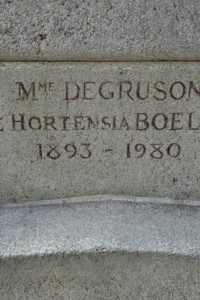 Mme DEGRUSON
HORTENSIA BOEL
1893 - 1980